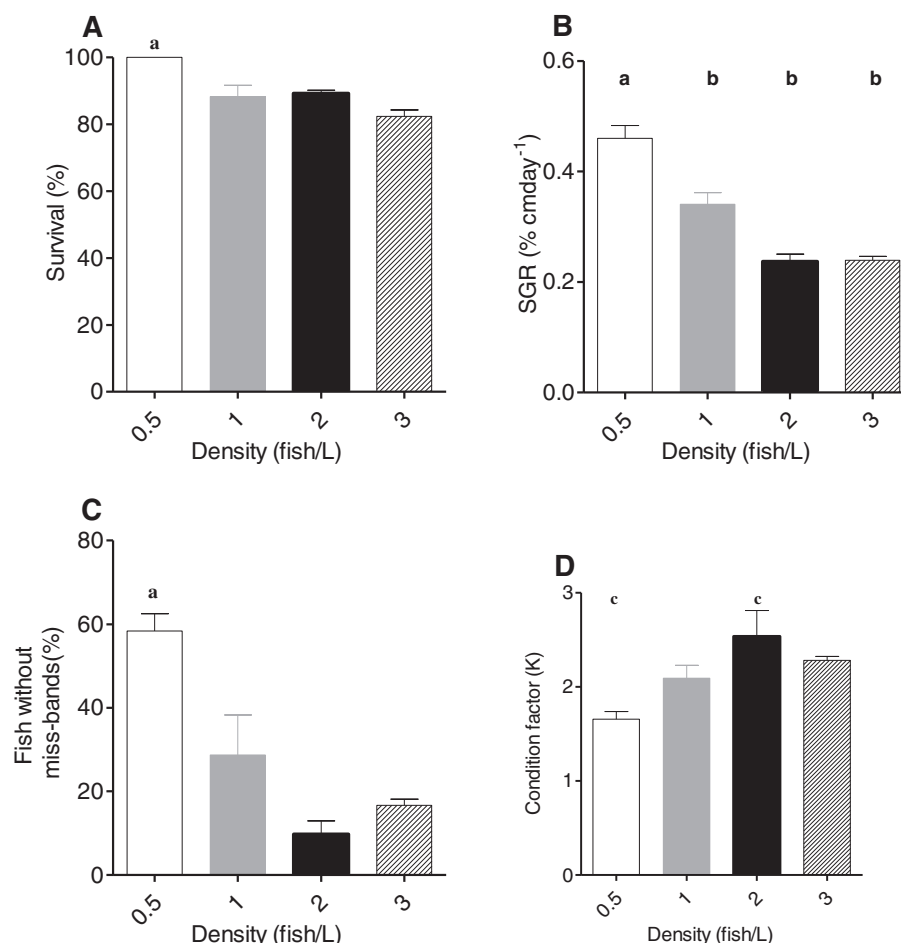 A
a
100
80
60
40
20
0
Survival (%)
0.5 1 2 3
Density (fish/L)
B
a b b b
0.6
0.4
0.2
0.0
SGR (% cmday-1)
0.5 1 2 3
Density (fish/L)
C
a
80
60
40
20
0
Fish without
miss-bands(%)
0.5 1 2 3
Density (fish/L)
D
c c
3
2
1
0
Condition factor (K)
0.5 1 2 3
Density (fish/L)